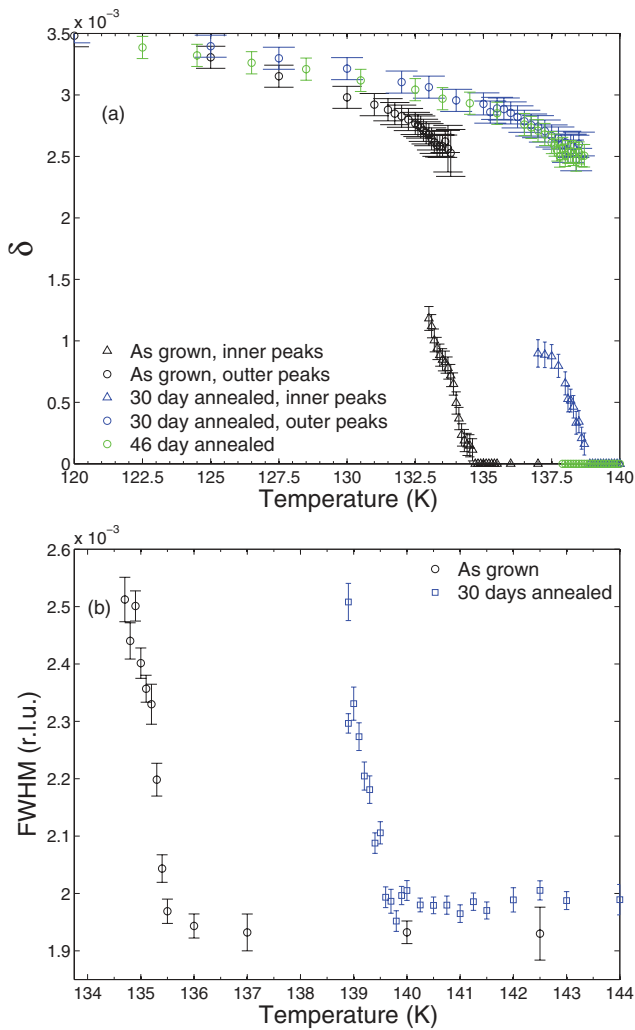 x 10⁻³
3.5
3
2.5
2
1.5
1
0.5
0
(a)
δ
As grown, inner peaks
As grown, outter peaks
30 day annealed, inner peaks
30 day annealed, outer peaks
46 day annealed
120 122.5 125 127.5 130 132.5 135 137.5 140
Temperature (K)
x 10⁻³
2.6
2.5
2.4
2.3
2.2
2.1
2
1.9
(b)
FWHM (r.l.u.)
As grown
30 days annealed
134 135 136 137 138 139 140 141 142 143 144
Temperature (K)